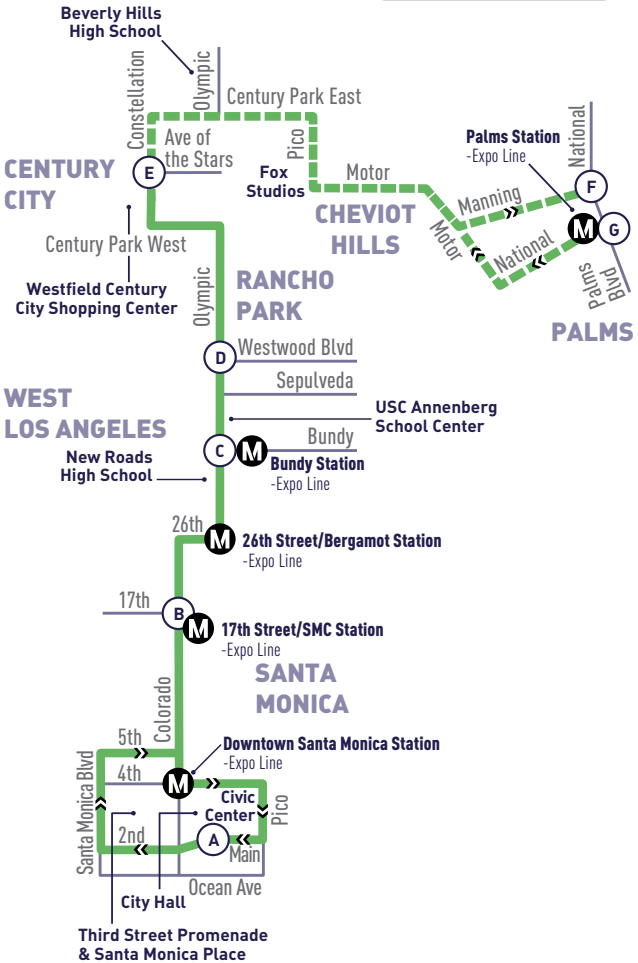 Beverly Hills
High School
Constellation
Olympic
Century Park East
Ave of
the Stars
Pico
E
CENTURY
CITY
Fox
Studios
Motor
CHEVIOT
HILLS
Palms Station
-Expo Line
National
Manning
F
M
G
Motor
National
Palms
Blvd
PALMS
Century Park West
Westfield Century
City Shopping Center
Olympic
RANCHO
PARK
D
Westwood Blvd
Sepulveda
WEST
LOS ANGELES
USC Annenberg
School Center
New Roads
High School
C
M
Bundy
Bundy Station
-Expo Line
26th
M
26th Street/Bergamot Station
-Expo Line
17th
B
M
17th Street/SMC Station
-Expo Line
SANTA
MONICA
Colorado
5th
Downtown Santa Monica Station
-Expo Line
4th
M
Santa Monica Blvd
Civic
Center
Pico
2nd
A
Main
Ocean Ave
City Hall
Third Street Promenade
& Santa Monica Place